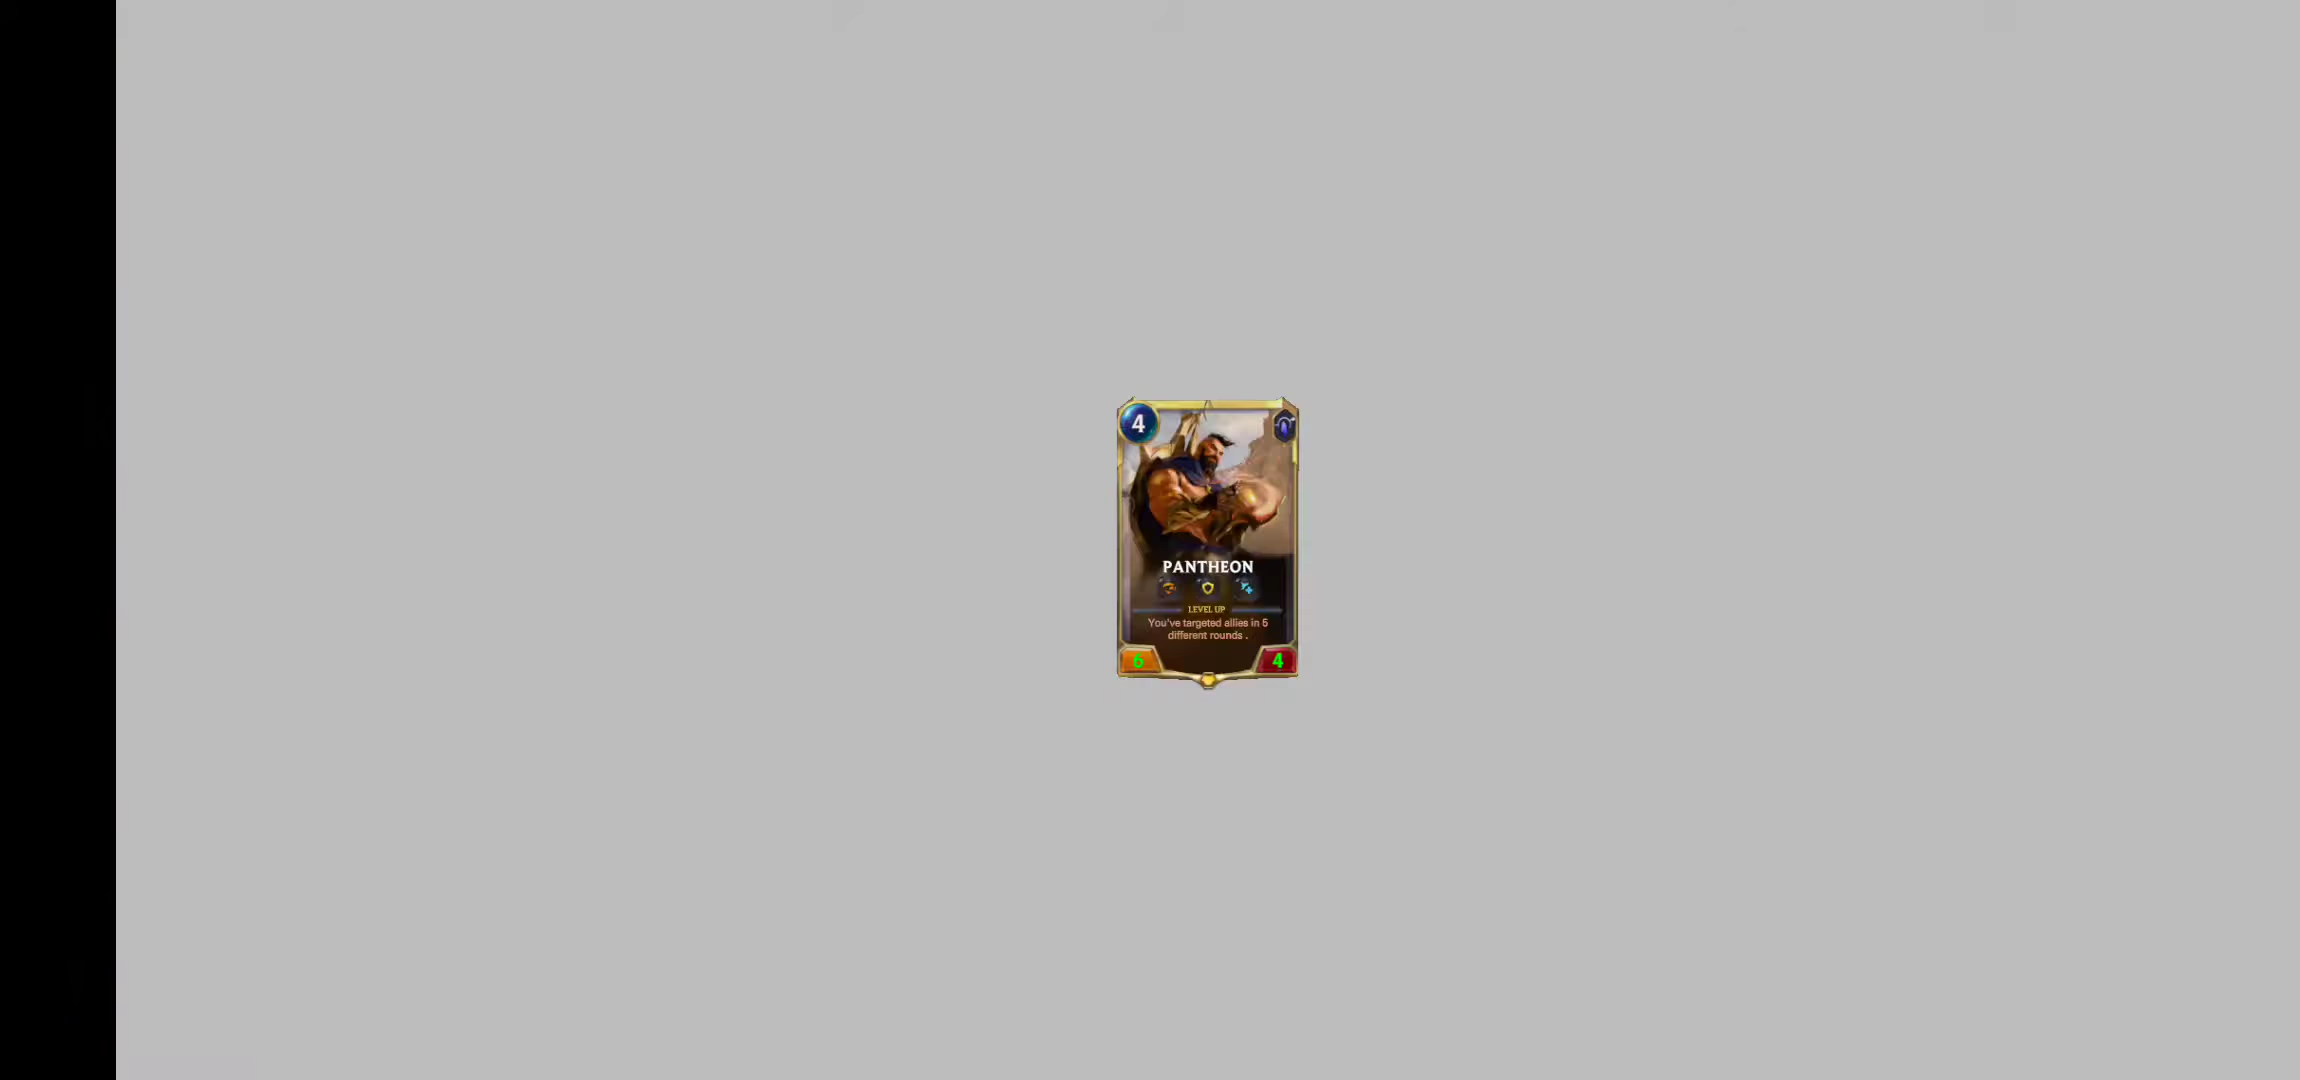 4
PANTHEON
LEVEL UP
You've targeted allies in 5
different rounds .
6 4